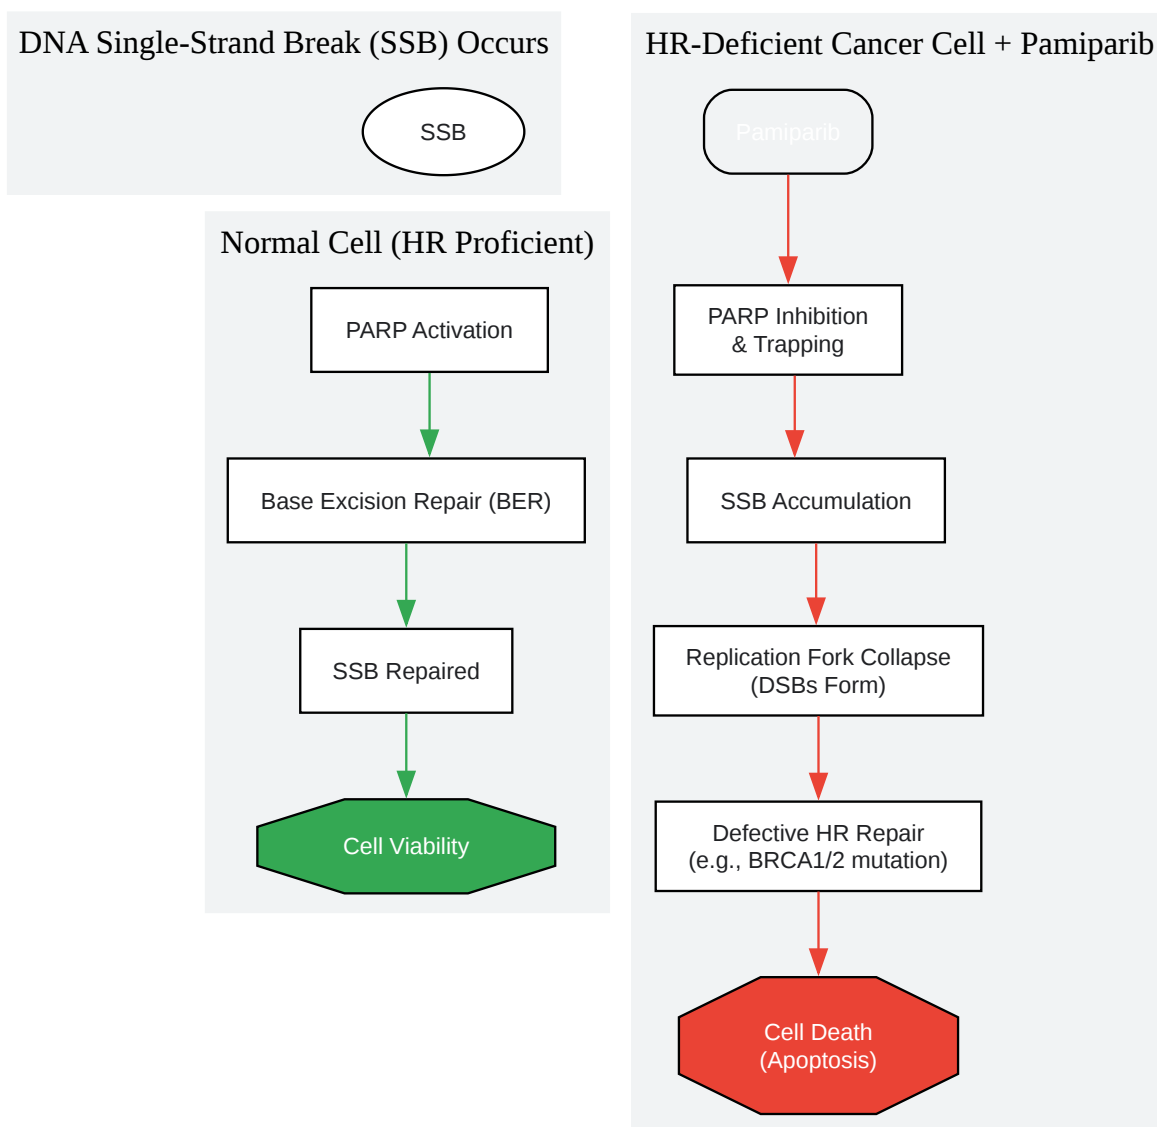 DNA Single-Strand Break (SSB) Occurs
SSB
Normal Cell (HR Proficient)
PARP Activation
Base Excision Repair (BER)
SSB Repaired
Cell Viability
HR-Deficient Cancer Cell + Pamiparib
Pamiparib
PARP Inhibition
& Trapping
SSB Accumulation
Replication Fork Collapse
(DSBs Form)
Defective HR Repair
(e.g., BRCA1/2 mutation)
Cell Death
(Apoptosis)